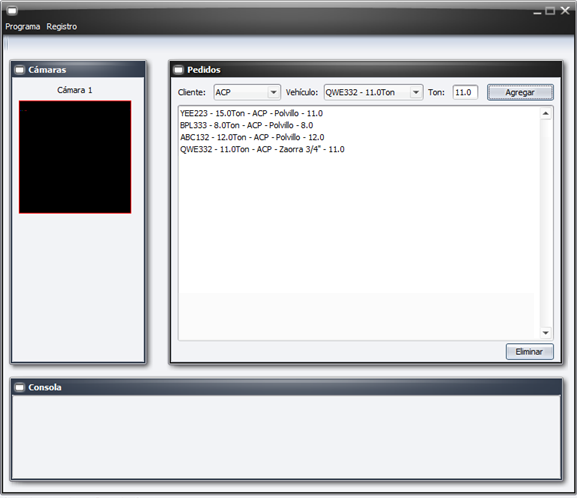 Programa Registro
Cámaras
Cámara 1
Pedidos
Cliente: ACP Vehículo: QWE332 - 11.0Ton Ton: 11.0 Agregar
YEE223 - 15.0Ton - ACP - Polvillo - 11.0
BPL333 - 8.0Ton - ACP - Polvillo - 8.0
ABC132 - 12.0Ton - ACP - Polvillo - 12.0
QWE332 - 11.0Ton - ACP - Zaorra 3/4" - 11.0
Eliminar
Consola